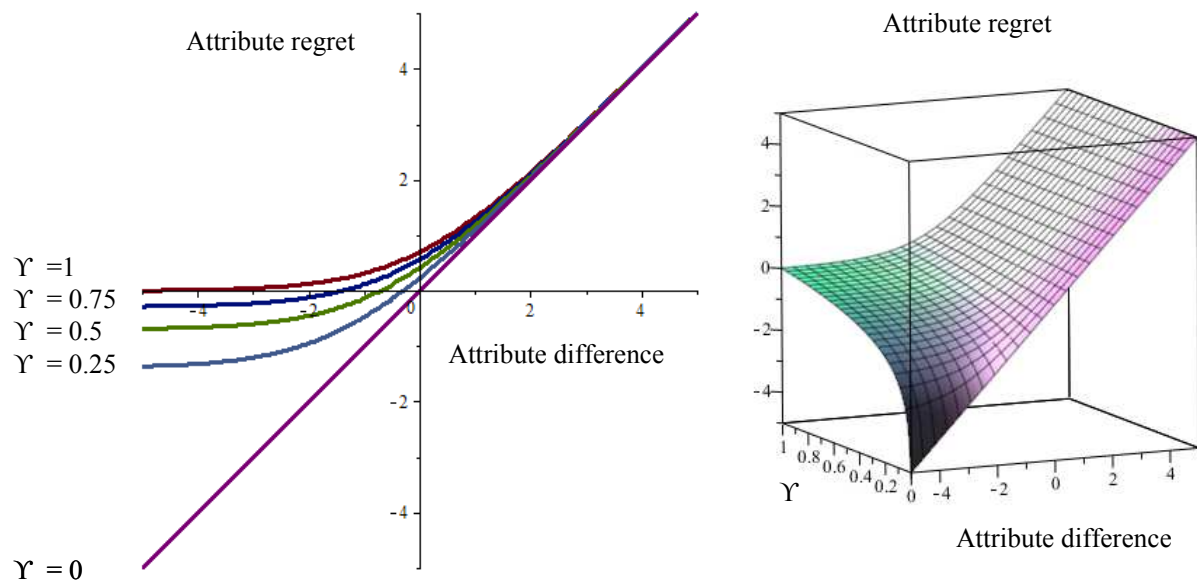 Attribute regret
4
2
-4
-2
0
2
4
-2
-4
Attribute difference
ϒ =1
ϒ = 0.75
ϒ = 0.5
ϒ = 0.25
ϒ = 0
Attribute regret
4
2
0
-2
-4
1
0.8
0.6
0.4
0.2
0
ϒ
-4
-2
0
2
4
Attribute difference